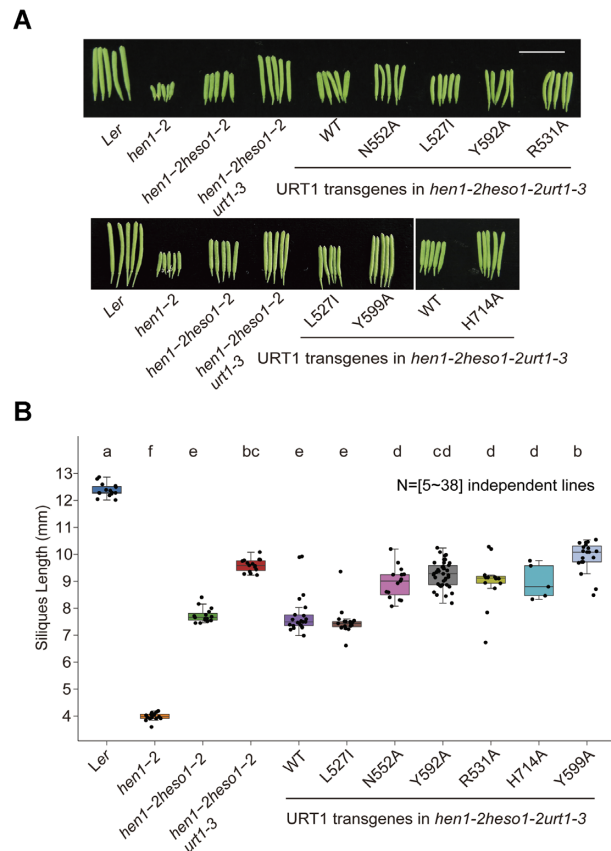 A
Ler
hen1-2
hen1-2heso1-2
hen1-2heso1-2
urt1-3
WT
N552A
L527I
Y592A
R531A
URT1 transgenes in hen1-2heso1-2urt1-3
Ler
hen1-2
hen1-2heso1-2
hen1-2heso1-2
urt1-3
L527I
Y599A
WT
H714A
URT1 transgenes in hen1-2heso1-2urt1-3
B
a f e bc e e d cd d d b
N=[5~38] independent lines
Siliques Length (mm)
13
12
11
10
9
8
7
6
5
4
Ler
hen1-2
hen1-2heso1-2
hen1-2heso1-2
urt1-3
WT
L527I
N552A
Y592A
R531A
H714A
Y599A
URT1 transgenes in hen1-2heso1-2urt1-3